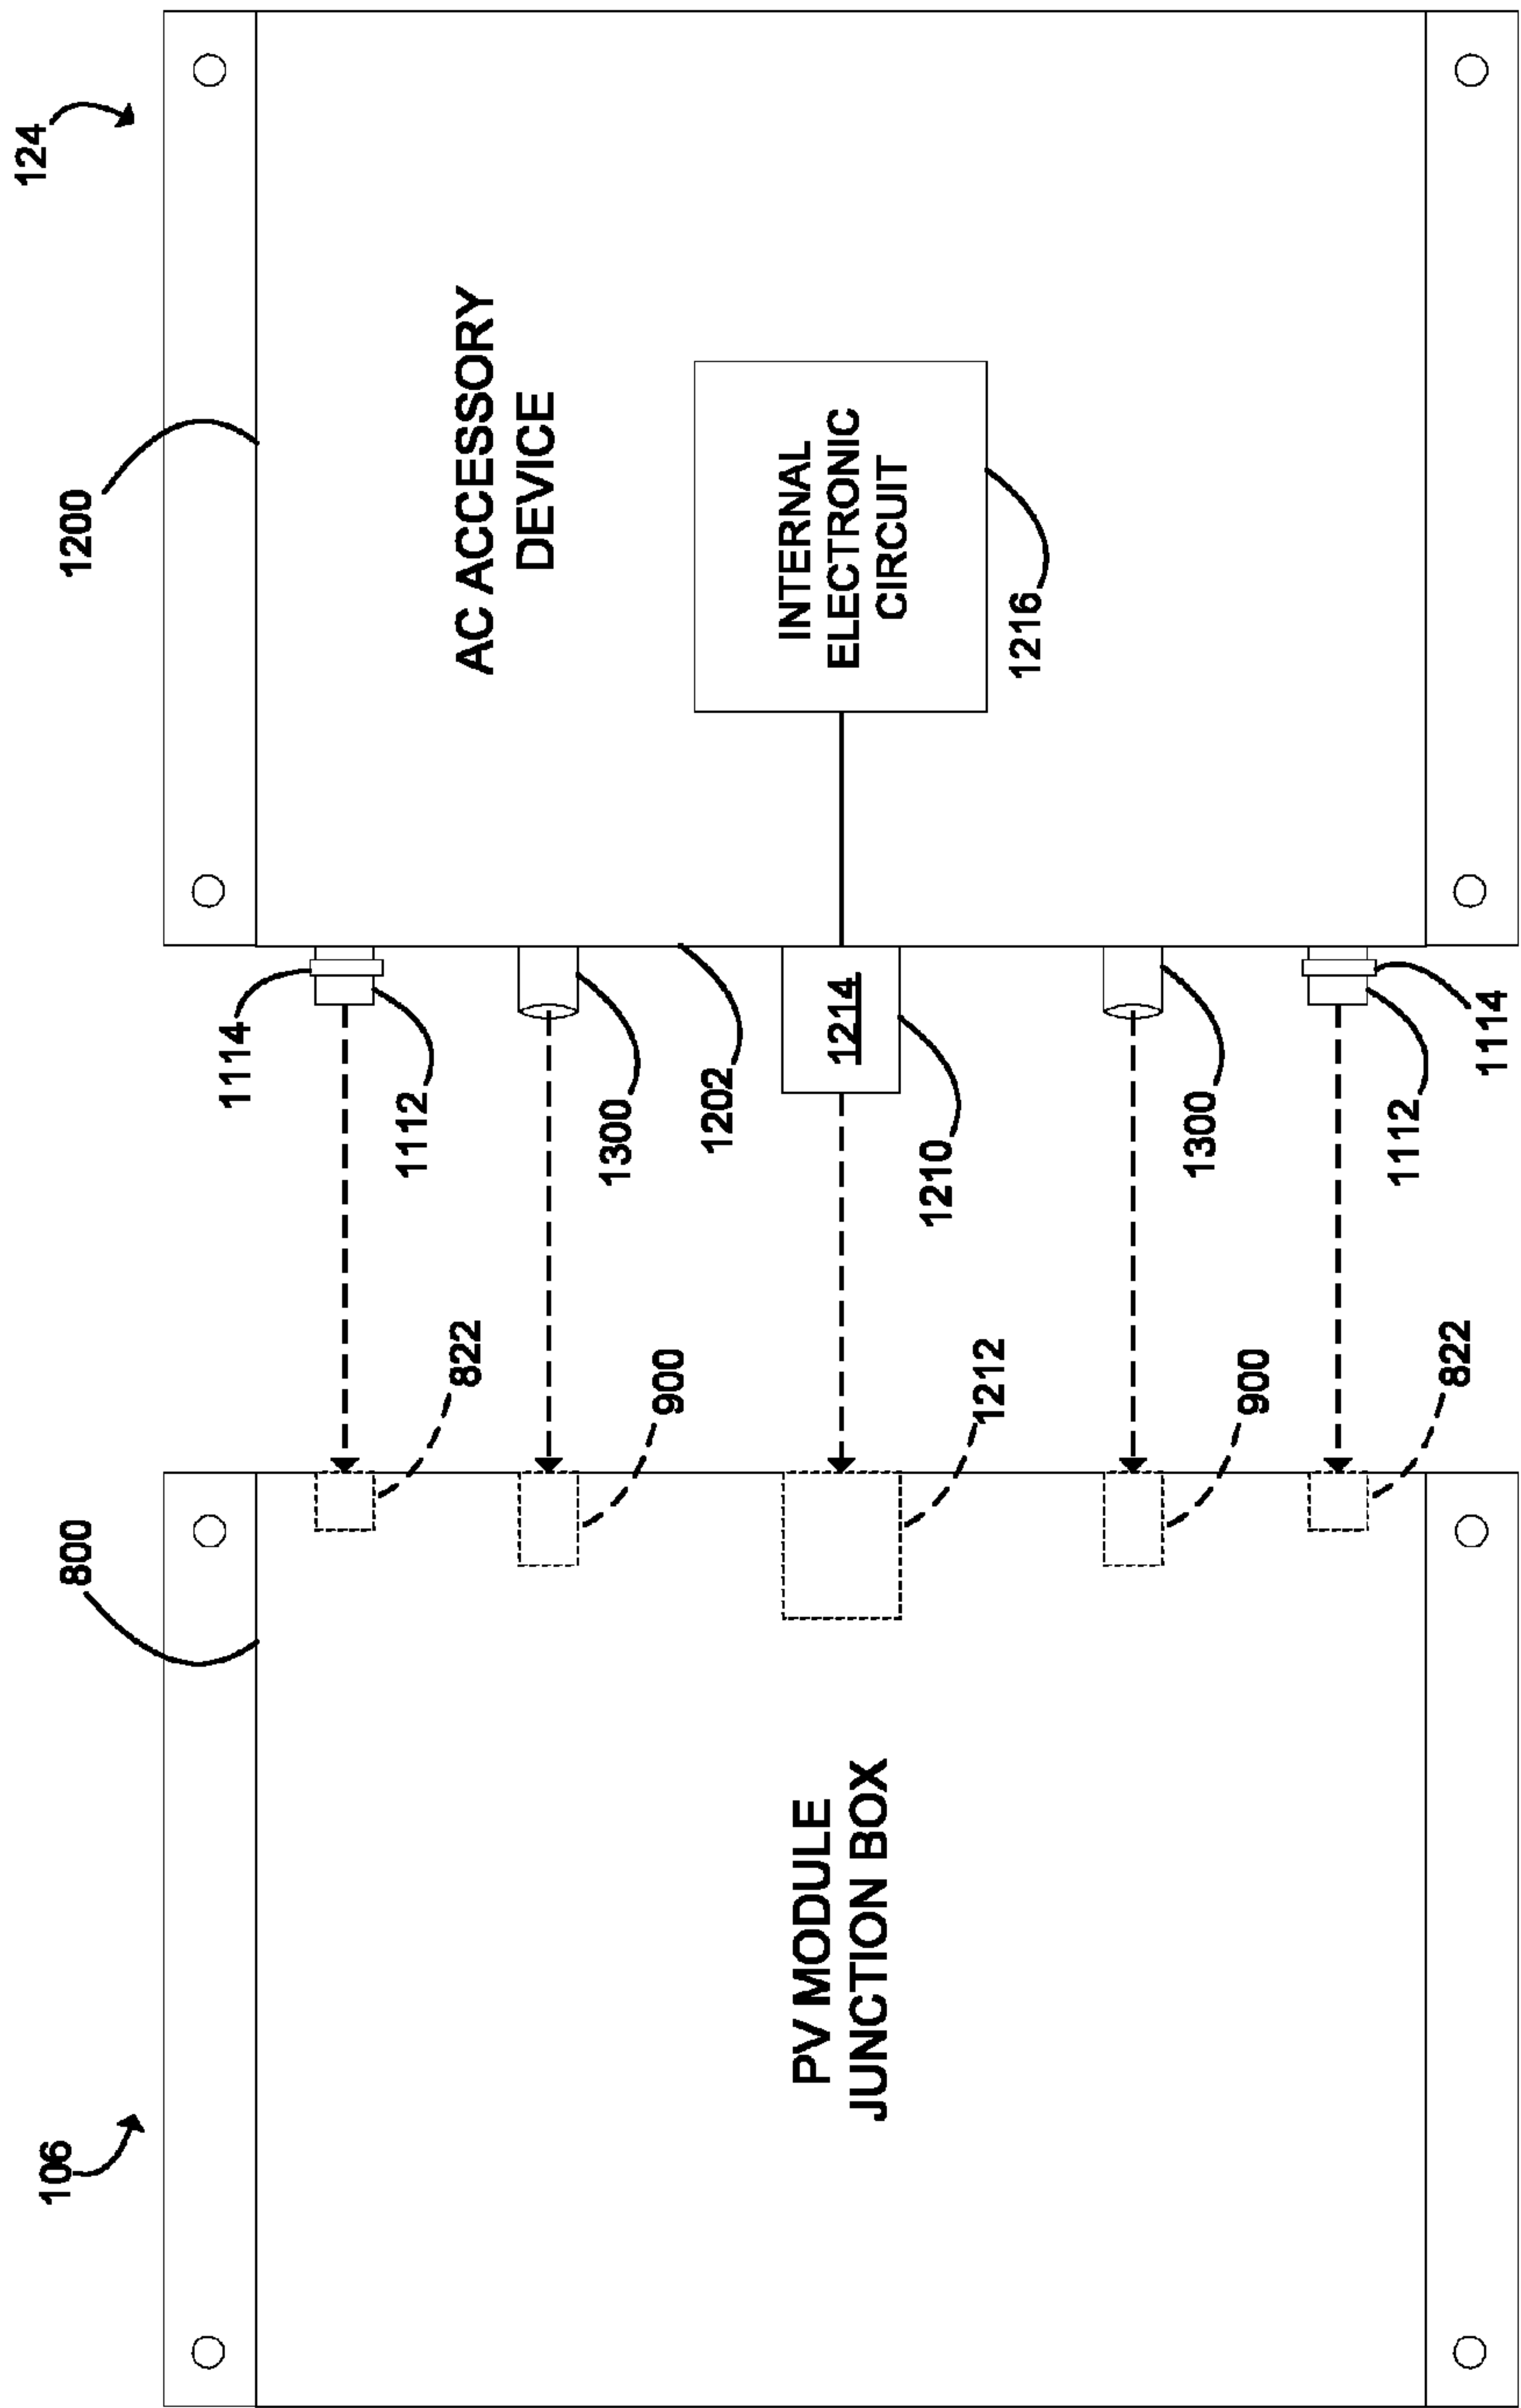 124
1200
AC ACCESSORY
DEVICE
INTERNAL
ELECTRONIC
CIRCUIT
1216
1114
1112
1300
1202
1214
1210
1300
1112
1114
822
900
1212
900
822
800
PV MODULE
JUNCTION BOX
106